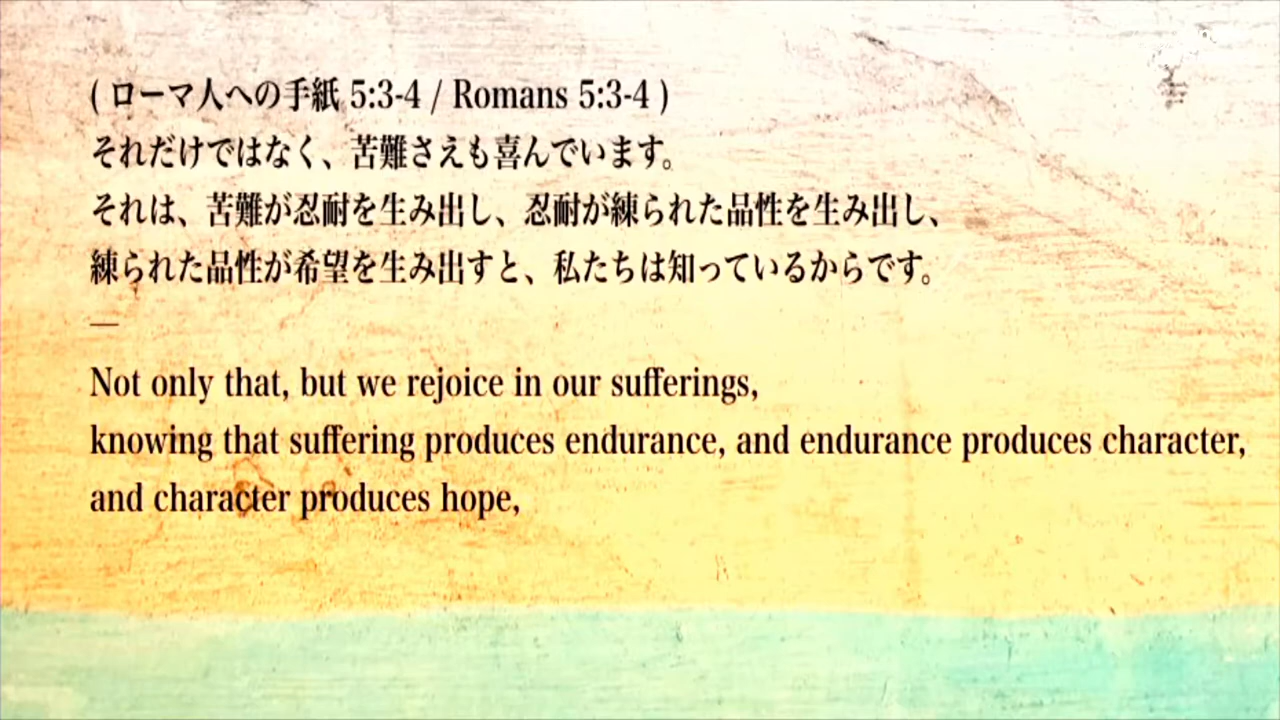 ( ローマ人への手紙 5:3-4 / Romans 5:3-4 )
それだけではなく、苦難さえも喜んでいます。
それは、苦難が忍耐を生み出し、忍耐が練られた品性を生み出し、
練られた品性が希望を生み出すと、私たちは知っているからです。
—
Not only that, but we rejoice in our sufferings,
knowing that suffering produces endurance, and endurance produces character,
and character produces hope,